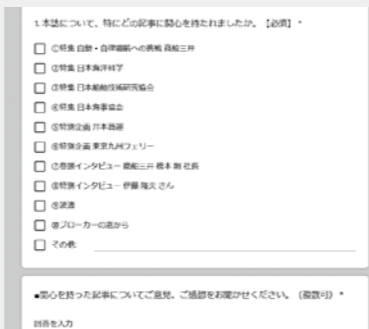 1. 本誌について、特にどの記事に関心を持たれましたか。【必須】 *
①特集 自動・自律運航への挑戦 商船三井
②特集 日本海洋科学
③特集 日本船舶技術研究協会
④特集 日本海事協会
⑤特別企画 井本商運
⑥特別企画 東京九州フェリー
⑦巻頭インタビュー 商船三井 橋本 剛 社長
⑧特別インタビュー 伊藤 隆夫 さん
⑨波濤
⑩ブローカーの窓から
その他:
■関心を持った記事についてご意見、ご感想をお聞かせください。（複数可） *
回答を入力